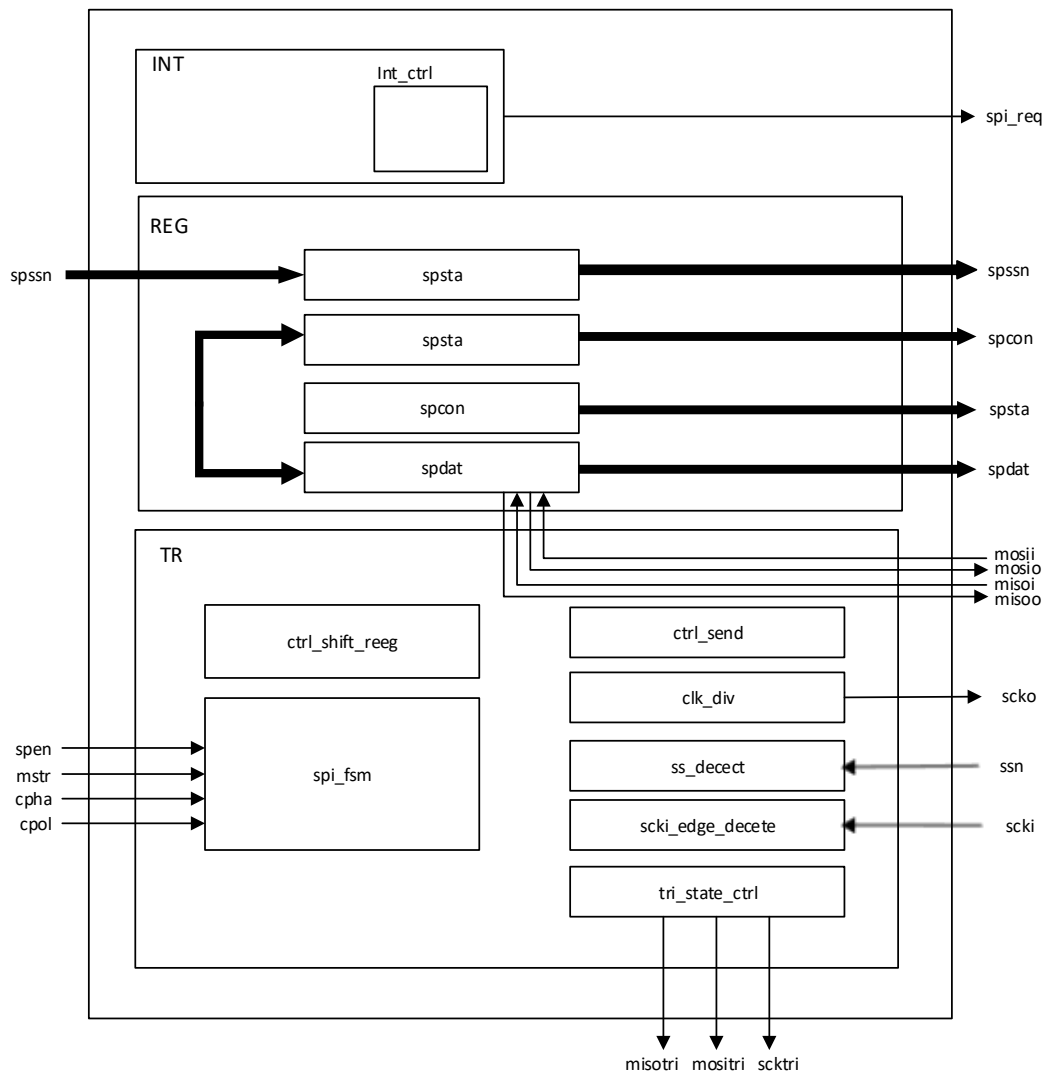 INT
Int_ctrl
spi_req
REG
spssn
spsta
spssn
spsta
spcon
spcon
spsta
spdat
spdat
TR
mosii
mosio
misoi
misoo
ctrl_shift_reeg
ctrl_send
clk_div
scko
spen
mstr
cpha
cpol
spi_fsm
ss_decect
ssn
scki_edge_decete
scki
tri_state_ctrl
misotri mositri scktri